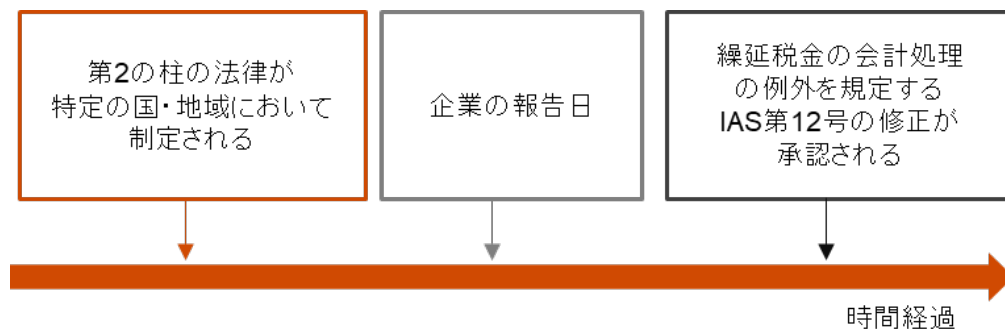 第2の柱の法律が
特定の国・地域において
制定される
企業の報告日
繰延税金の会計処理
の例外を規定する
IAS第12号の修正が
承認される
時間経過